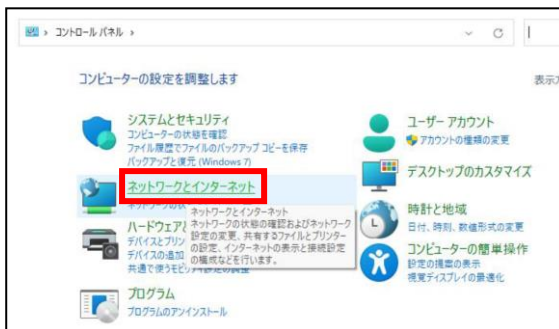 コントロール パネル
コンピューターの設定を調整します
表示方
システムとセキュリティ
コンピューターの状態を確認
ファイル履歴でファイルのバックアップ コピーを保存
バックアップと復元 (Windows 7)
ネットワークとインターネット
ネットワークの状
ネットワークとインターネット
ネットワークの状態の確認およびネットワーク
設定の変更、共有するファイルとプリンター
の設定、インターネットの表示と接続設定
の構成などを行います。
ハードウェアと
デバイスとプリン
デバイスの追加
共通で使うモビリティ設定の調整
プログラム
プログラムのアンインストール
ユーザー アカウント
アカウントの種類の変更
デスクトップのカスタマイズ
時計と地域
日付、時刻、数値形式の変更
コンピューターの簡単操作
設定の提案の表示
視覚ディスプレイの最適化